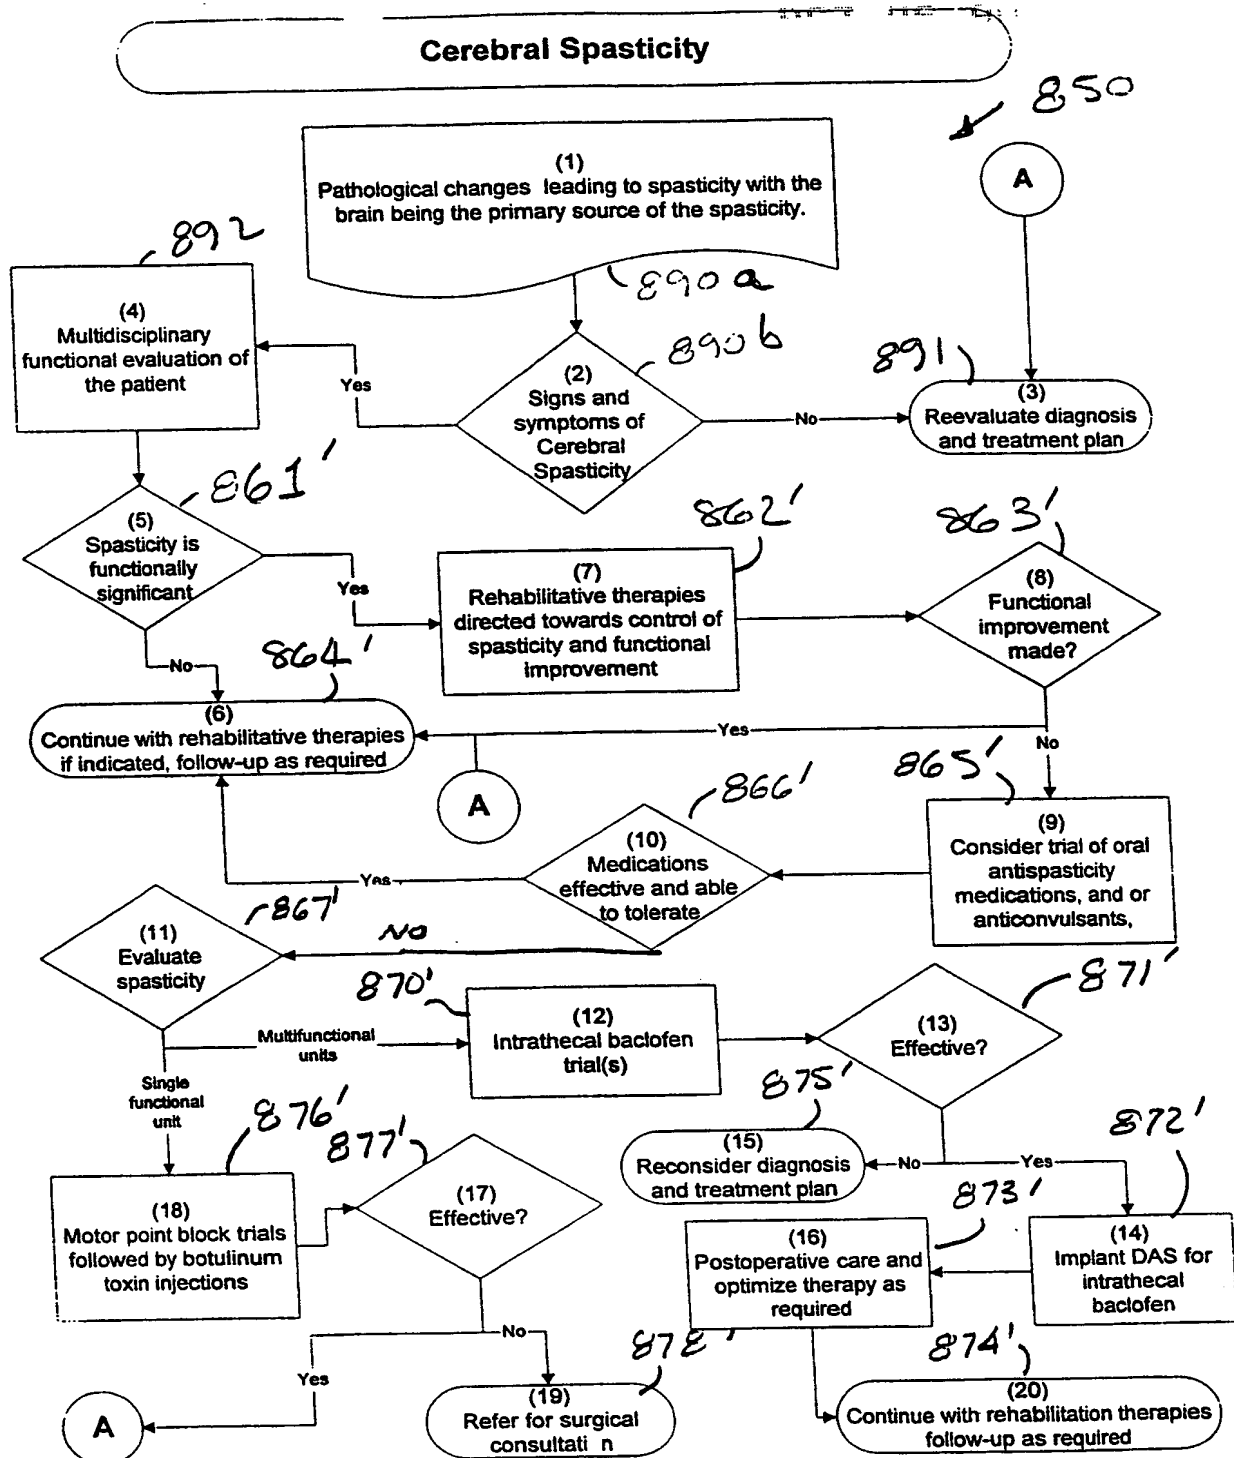 Cerebral Spasticity
850
A
(1)
Pathological changes leading to spasticity with the
brain being the primary source of the spasticity.
890a
892
(4)
Multidisciplinary
functional evaluation of
the patient
Yes
890b
(2)
Signs and
symptoms of
Cerebral
Spasticity
No
891
(3)
Reevaluate diagnosis
and treatment plan
861'
(5)
Spasticity is
functionally
significant
Yes
No
862'
(7)
Rehabilitative therapies
directed towards control of
spasticity and functional
improvement
863'
(8)
Functional
improvement
made?
Yes
No
864'
(6)
Continue with rehabilitative therapies
if indicated, follow-up as required
A
865'
(9)
Consider trial of oral
antispasticity
medications, and or
anticonvulsants,
866'
(10)
Medications
effective and able
to tolerate
Yes
NO
867'
(11)
Evaluate
spasticity
Multifunctional
units
Single
functional
unit
870'
(12)
Intrathecal baclofen
trial(s)
871'
(13)
Effective?
No
Yes
875'
(15)
Reconsider diagnosis
and treatment plan
872'
(14)
Implant DAS for
intrathecal
baclofen
873'
(16)
Postoperative care and
optimize therapy as
required
874'
(20)
Continue with rehabilitation therapies
follow-up as required
876'
(18)
Motor point block trials
followed by botulinum
toxin injections
877'
(17)
Effective?
No
Yes
878'
(19)
Refer for surgical
consultati n
A